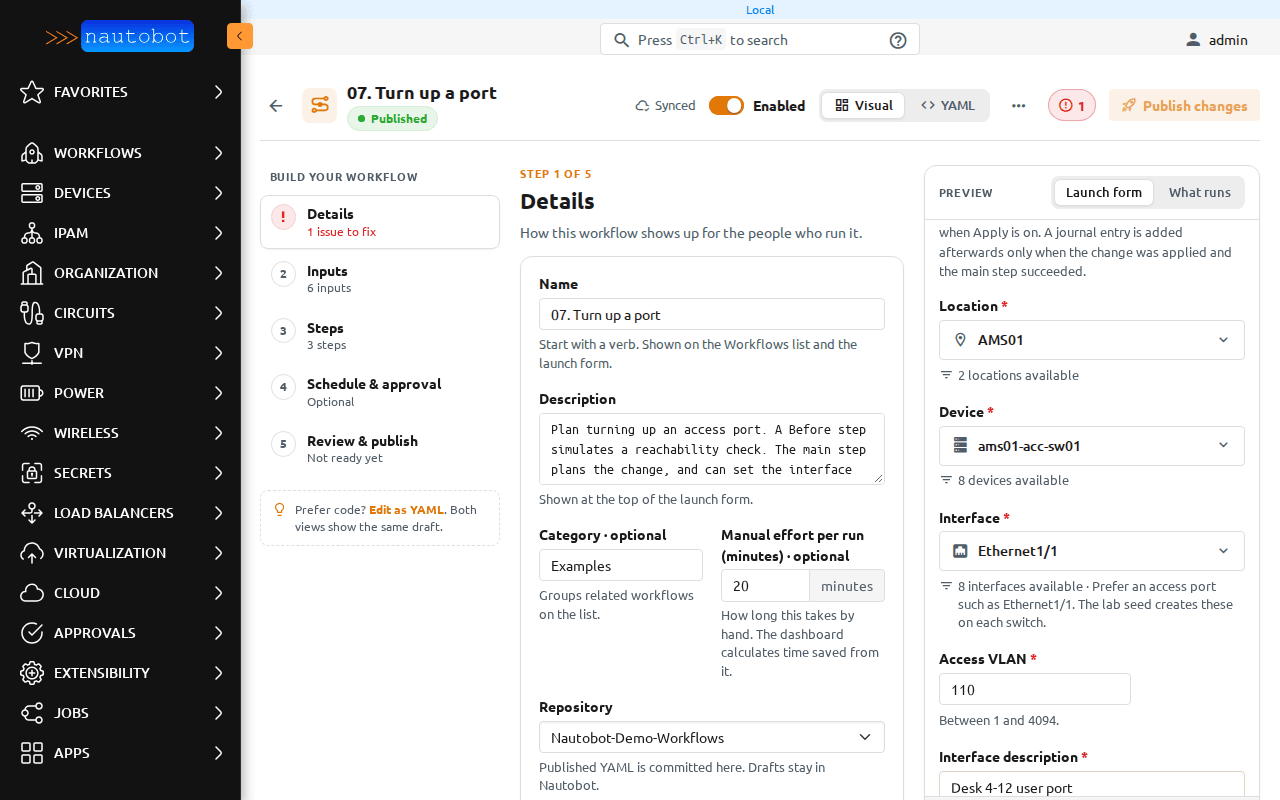 Local
>>> nautobot
Press Ctrl+K to search
admin
FAVORITES
WORKFLOWS
DEVICES
IPAM
ORGANIZATION
CIRCUITS
VPN
POWER
WIRELESS
SECRETS
LOAD BALANCERS
VIRTUALIZATION
CLOUD
APPROVALS
EXTENSIBILITY
JOBS
APPS
07. Turn up a port
Published
Synced
Enabled
Visual
YAML
1
Publish changes
BUILD YOUR WORKFLOW
Details
1 issue to fix
2
Inputs
6 inputs
3
Steps
3 steps
4
Schedule & approval
Optional
5
Review & publish
Not ready yet
Prefer code? Edit as YAML. Both
views show the same draft.
STEP 1 OF 5
Details
How this workflow shows up for the people who run it.
Name
07. Turn up a port
Start with a verb. Shown on the Workflows list and the
launch form.
Description
Plan turning up an access port. A Before step
simulates a reachability check. The main step
plans the change, and can set the interface
Shown at the top of the launch form.
Category · optional
Examples
Groups related workflows
on the list.
Manual effort per run
(minutes) · optional
20 minutes
How long this takes by
hand. The dashboard
calculates time saved from
it.
Repository
Nautobot-Demo-Workflows
Published YAML is committed here. Drafts stay in
Nautobot.
PREVIEW
Launch form
What runs
when Apply is on. A journal entry is added
afterwards only when the change was applied and
the main step succeeded.
Location *
AMS01
2 locations available
Device *
ams01-acc-sw01
8 devices available
Interface *
Ethernet1/1
8 interfaces available · Prefer an access port
such as Ethernet1/1. The lab seed creates these
on each switch.
Access VLAN *
110
Between 1 and 4094.
Interface description *
Desk 4-12 user port